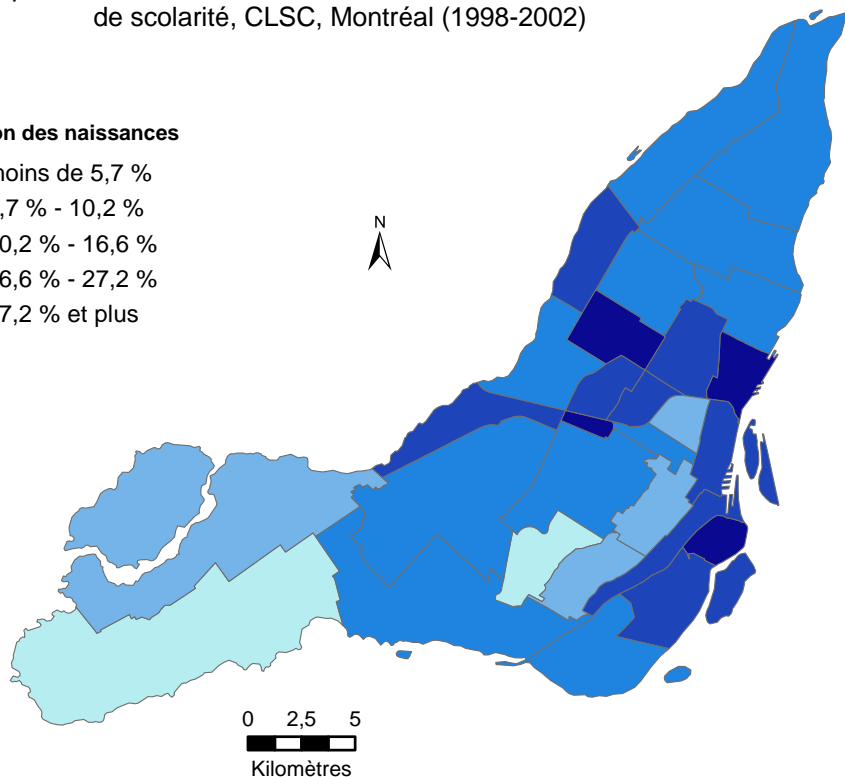 de scolarité, CLSC, Montréal (1998-2002)
on des naissances
moins de 5,7 %
,7 % - 10,2 %
0,2 % - 16,6 %
6,6 % - 27,2 %
7,2 % et plus
N
0 2,5 5
Kilomètres